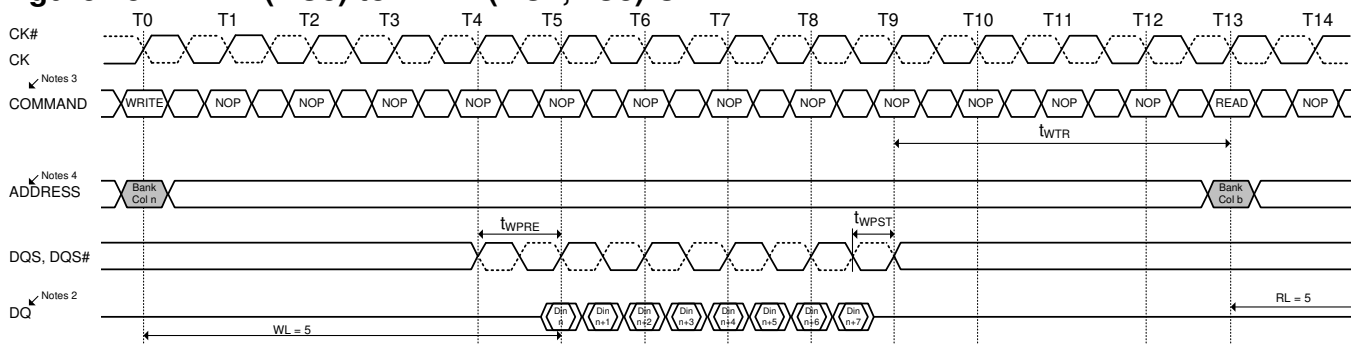 T0 T1 T2 T3 T4 T5 T6 T7 T8 T9 T10 T11 T12 T13 T14
CK#
CK
Notes 3
COMMAND WRITE NOP NOP NOP NOP NOP NOP NOP NOP NOP NOP NOP NOP READ NOP
tWTR
Notes 4
ADDRESS Bank Col n Bank Col b
tWPRE tWPST
DQS, DQS#
Notes 2
DQ Din n Din n+1 Din n+2 Din n+3 Din n+4 Din n+5 Din n+6 Din n+7
RL = 5
WL = 5